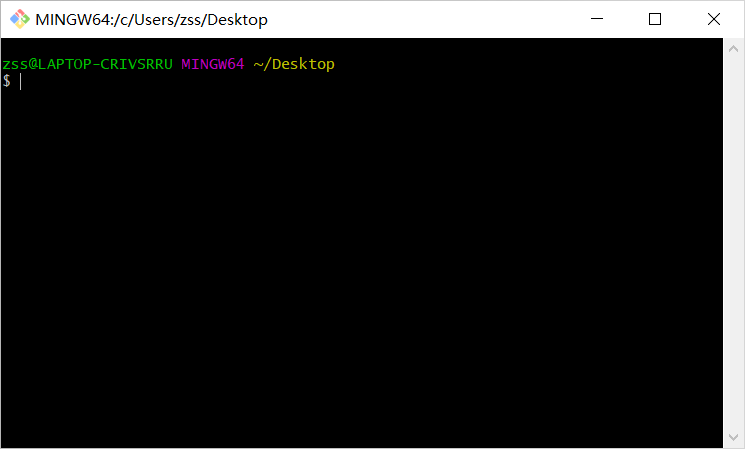 MINGW64:/c/Users/zss/Desktop
zss@LAPTOP-CRIVSRRU MINGW64 ~/Desktop
$